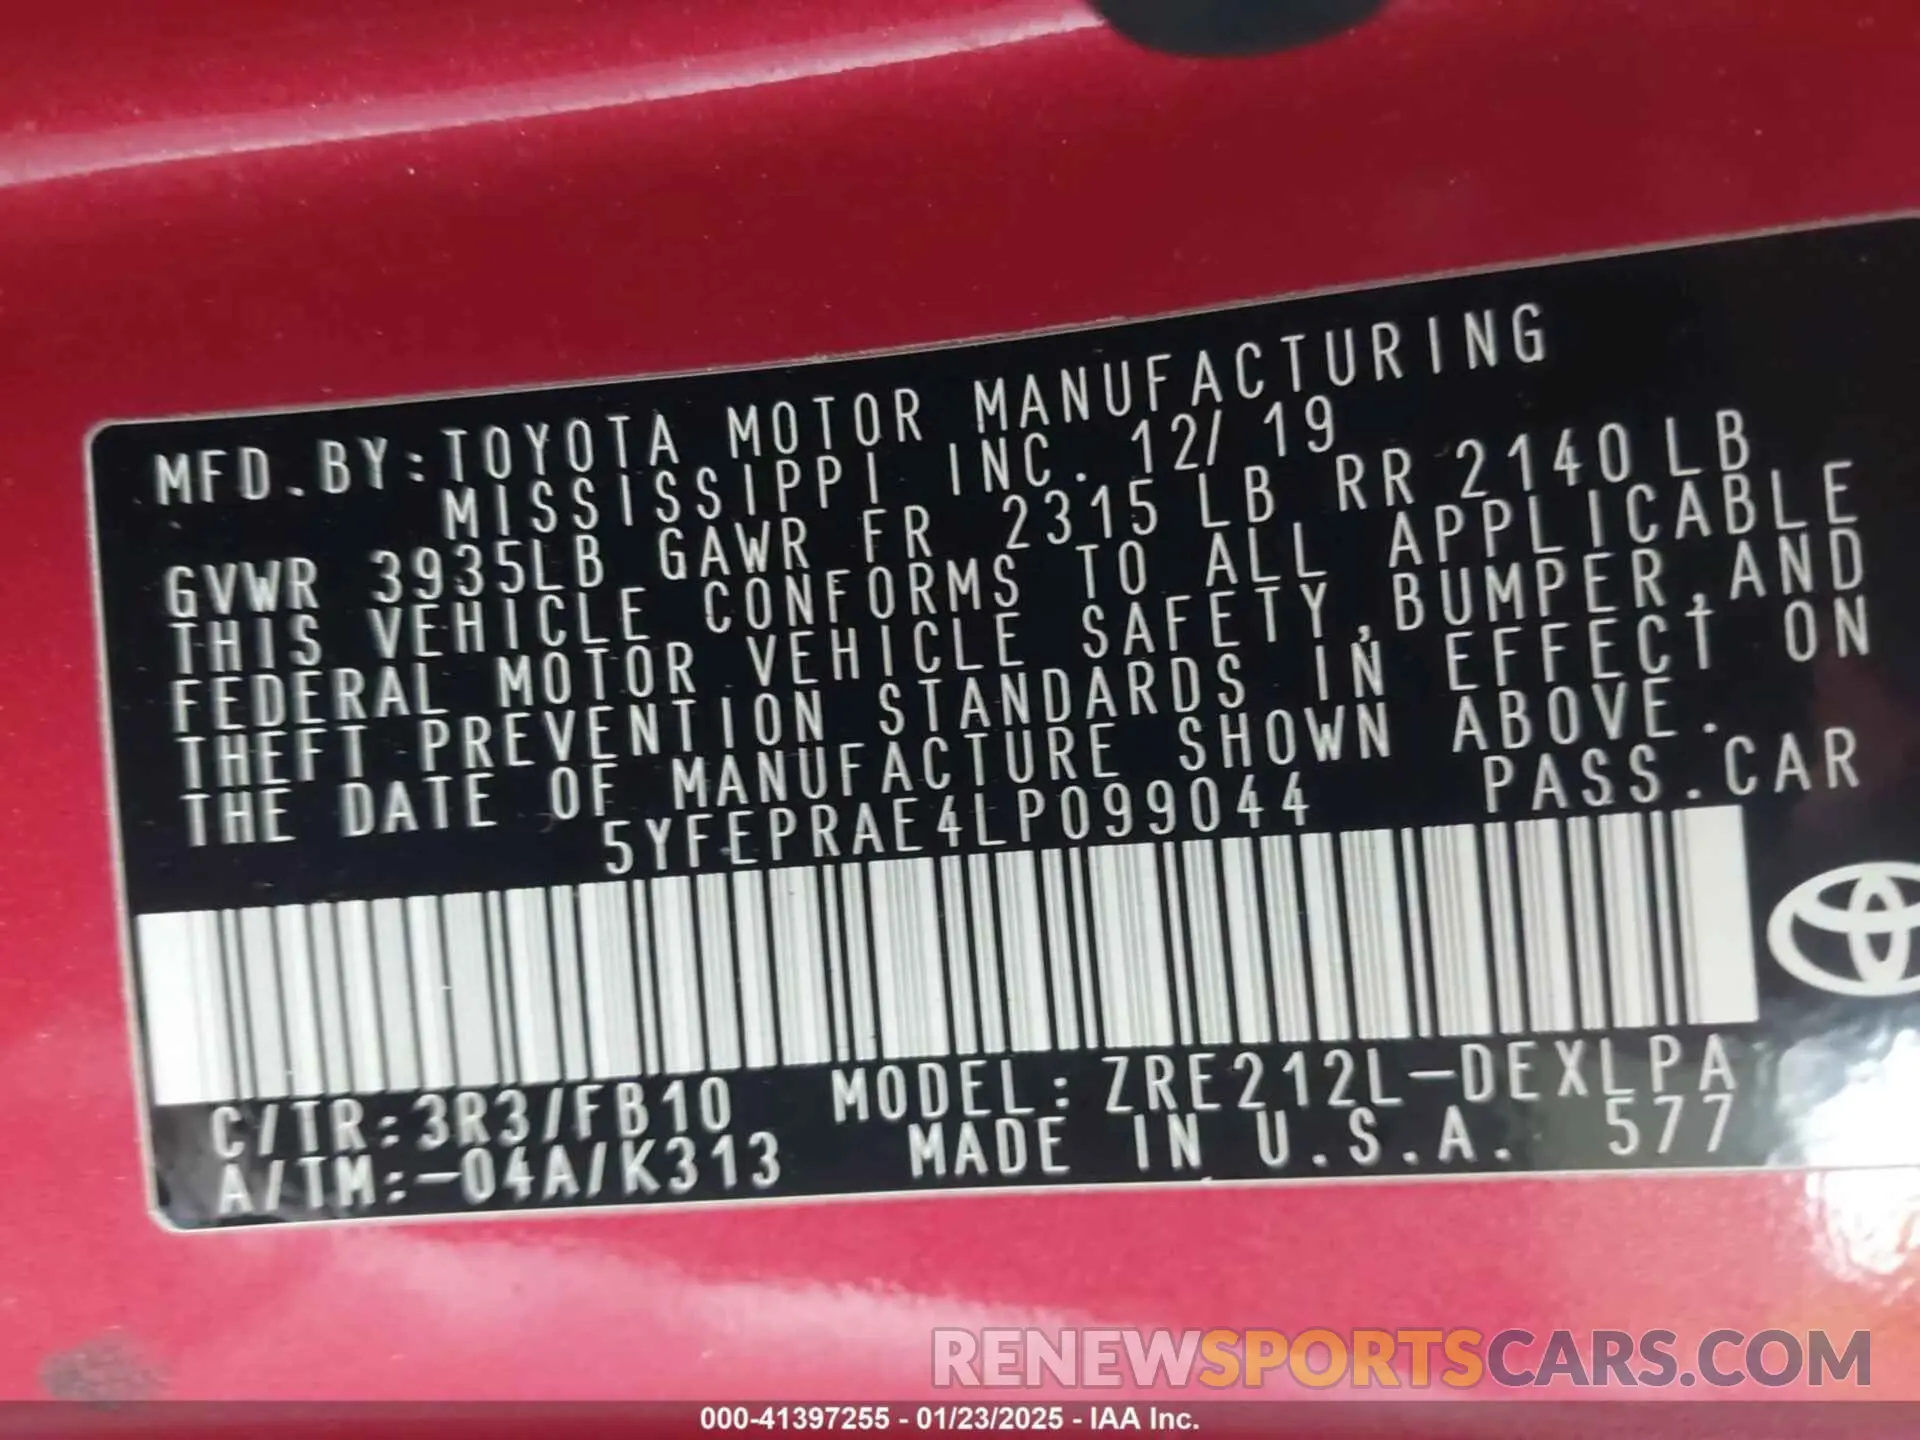 MFD.BY:TOYOTA MOTOR MANUFACTURING
MISSISSIPPI INC. 12/19
GVWR 3935LB GAWR FR 2315LB RR 2140LB
THIS VEHICLE CONFORMS TO ALL APPLICABLE
FEDERAL MOTOR VEHICLE SAFETY,BUMPER,AND
THEFT PREVENTION STANDARDS IN EFFECT ON
THE DATE OF MANUFACTURE SHOWN ABOVE.
5YFEPRAE4LP099044 PASS.CAR
C/TR:3R3/FB10 MODEL:ZRE212L-DEXLPA
A/TM:-04A/K313 MADE IN U.S.A. 577
RENEWSPORTSCARS.COM
000-41397255 - 01/23/2025 - IAA Inc.